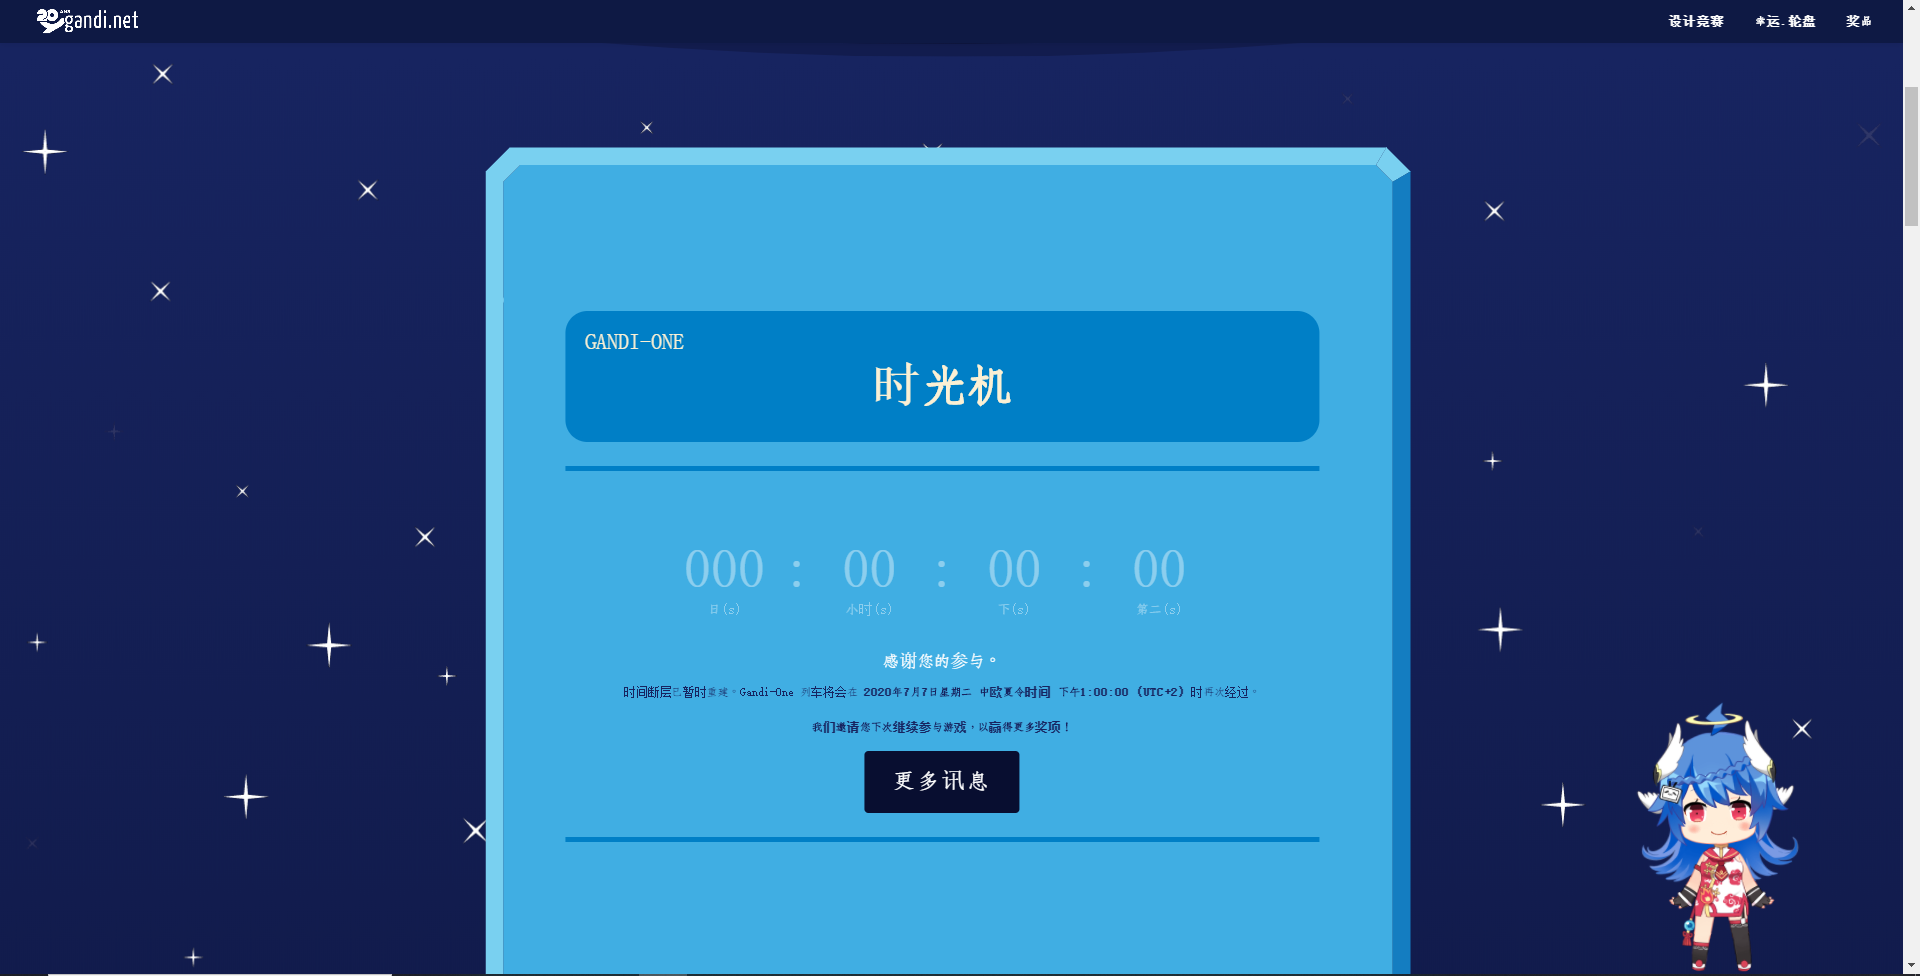 20 ANS gandi.net
设计竞赛 幸运.轮盘 奖品
GANDI-ONE
时光机
000 : 00 : 00 : 00
日(s) 小时(s) 下(s) 第二(s)
感谢您的参与。
时间断层已暂时重建。Gandi-One 列车将会在 2020年7月7日星期二 中欧夏令时间 下午1:00:00 (UTC+2) 时再次经过。
我们邀请您下次继续参与游戏，以赢得更多奖项！
更多讯息